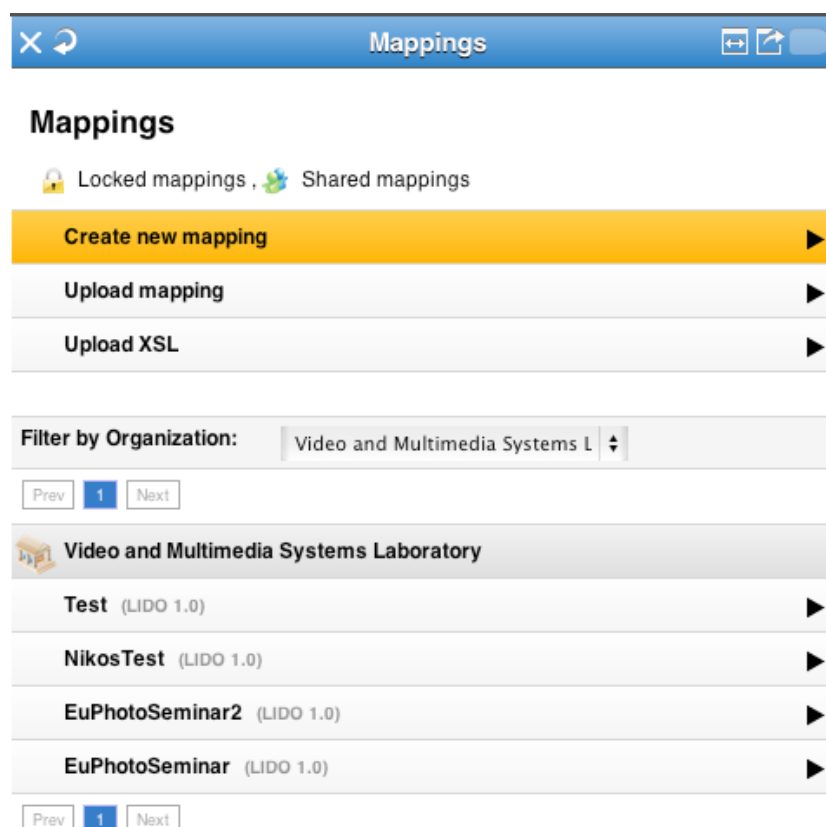 Mappings
Mappings
Locked mappings , Shared mappings
Create new mapping
Upload mapping
Upload XSL
Filter by Organization: Video and Multimedia Systems L
Prev 1 Next
Video and Multimedia Systems Laboratory
Test (LIDO 1.0)
NikosTest (LIDO 1.0)
EuPhotoSeminar2 (LIDO 1.0)
EuPhotoSeminar (LIDO 1.0)
Prev 1 Next